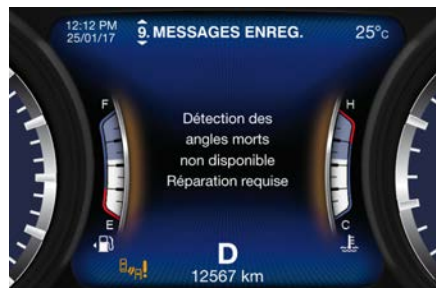 12:12 PM
25/01/17
9. MESSAGES ENREG.
25°c
F
H
Détection des
angles morts
non disponible
Réparation requise
E
C
D
12567 km